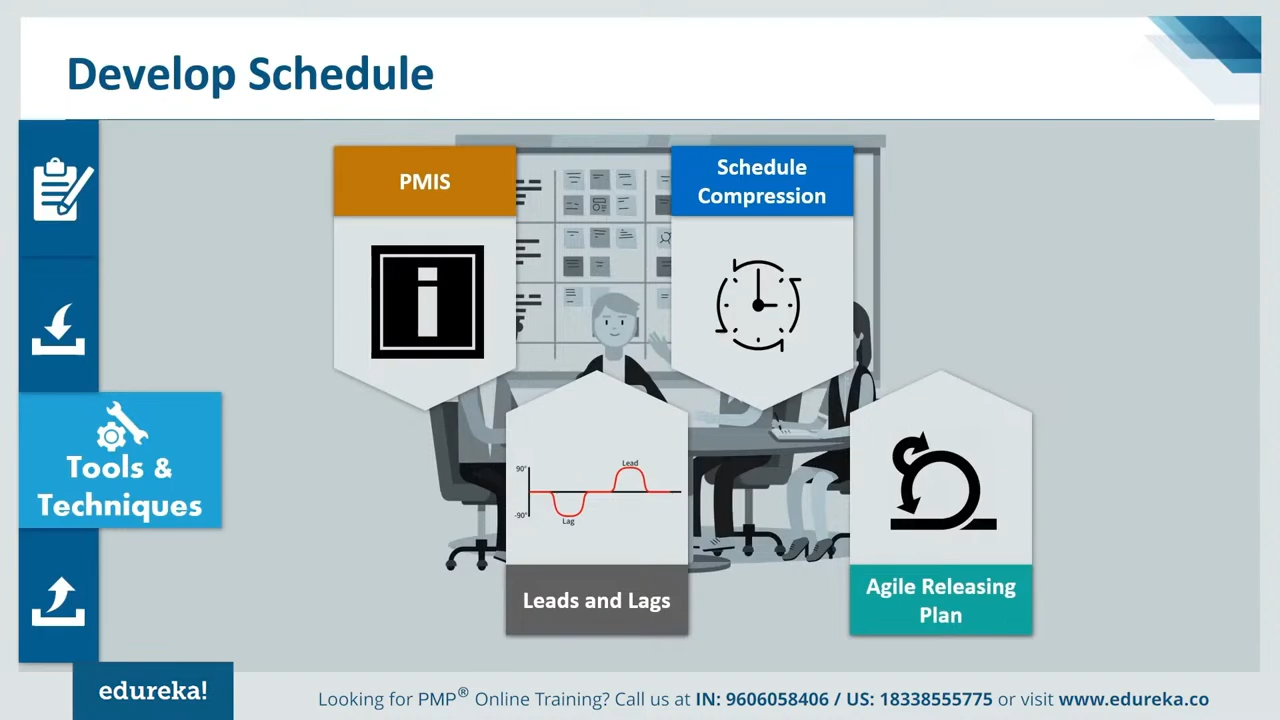 Develop Schedule
PMIS
Schedule
Compression
Tools &
Techniques
90°
Lead
-90°
Lag
Leads and Lags
Agile Releasing
Plan
edureka!
Looking for PMP® Online Training? Call us at IN: 9606058406 / US: 18338555775 or visit www.edureka.co